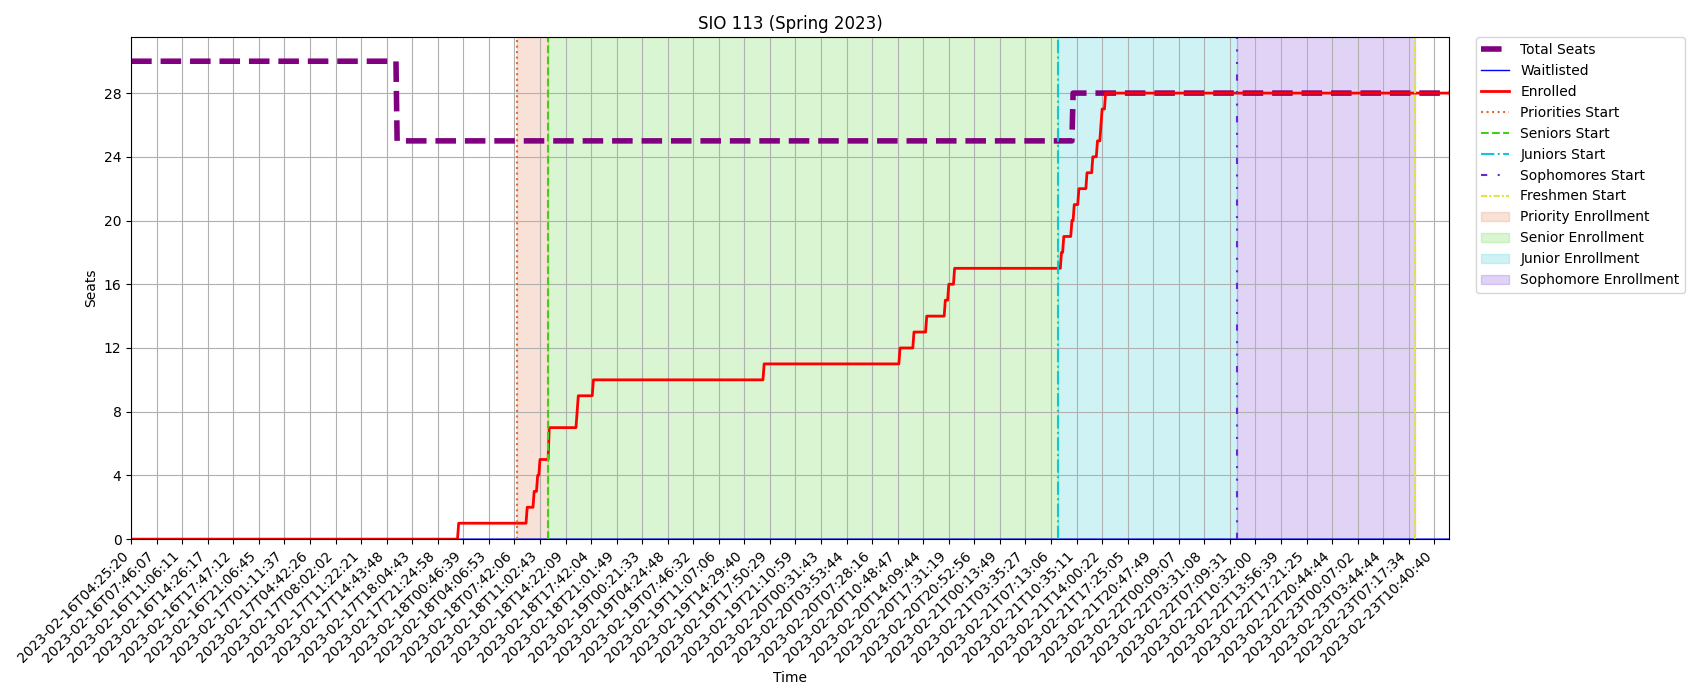 SIO 113 (Spring 2023)
Seats
28
24
20
16
12
8
4
0
2023-02-16T04:25:20
2023-02-16T07:46:07
2023-02-16T11:06:11
2023-02-16T14:26:17
2023-02-16T17:47:12
2023-02-16T21:06:45
2023-02-17T01:11:37
2023-02-17T04:42:26
2023-02-17T08:02:02
2023-02-17T11:22:21
2023-02-17T14:43:48
2023-02-17T18:04:43
2023-02-17T21:24:58
2023-02-18T00:46:39
2023-02-18T04:06:53
2023-02-18T07:42:06
2023-02-18T11:02:43
2023-02-18T14:22:09
2023-02-18T17:42:04
2023-02-18T21:01:49
2023-02-19T00:21:33
2023-02-19T04:24:48
2023-02-19T07:46:32
2023-02-19T11:07:06
2023-02-19T14:29:40
2023-02-19T17:50:29
2023-02-19T21:10:59
2023-02-20T00:31:43
2023-02-20T03:53:44
2023-02-20T07:28:16
2023-02-20T10:48:47
2023-02-20T14:09:44
2023-02-20T17:31:19
2023-02-20T20:52:56
2023-02-21T00:13:49
2023-02-21T03:35:27
2023-02-21T07:13:06
2023-02-21T10:35:11
2023-02-21T14:00:22
2023-02-21T17:25:05
2023-02-21T20:47:49
2023-02-22T00:09:07
2023-02-22T03:31:08
2023-02-22T07:09:31
2023-02-22T10:32:00
2023-02-22T13:56:39
2023-02-22T17:21:25
2023-02-22T20:44:44
2023-02-23T00:07:02
2023-02-23T03:44:44
2023-02-23T07:17:34
2023-02-23T10:40:40
Time
Total Seats
Waitlisted
Enrolled
Priorities Start
Seniors Start
Juniors Start
Sophomores Start
Freshmen Start
Priority Enrollment
Senior Enrollment
Junior Enrollment
Sophomore Enrollment